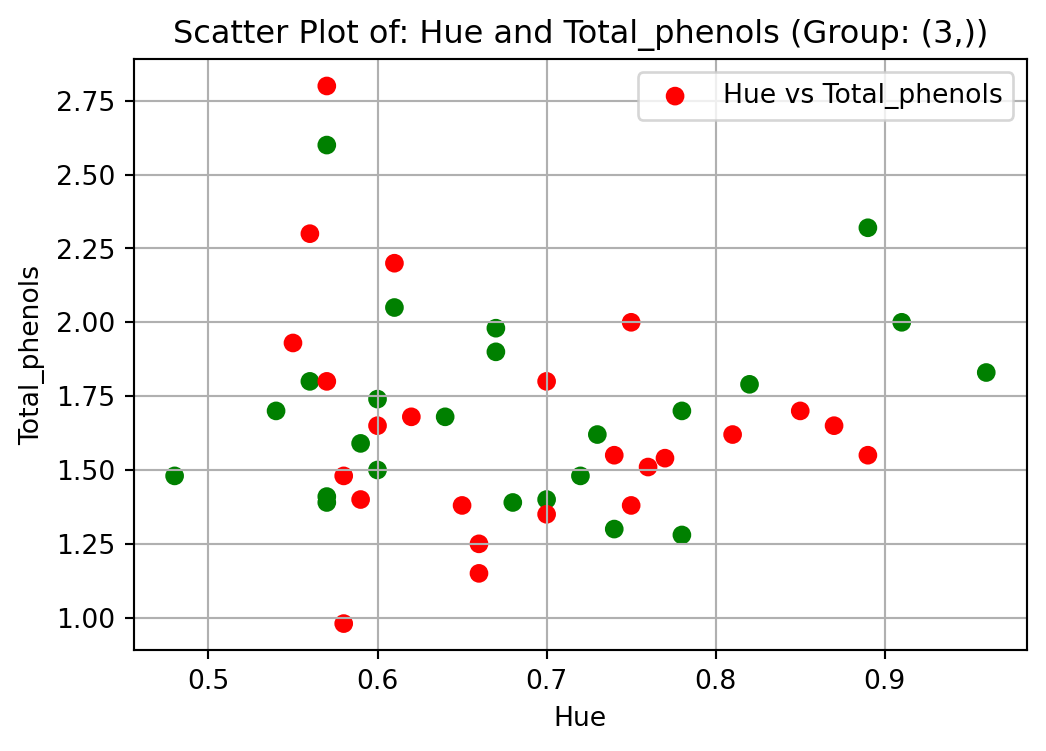 Scatter Plot of: Hue and Total_phenols (Group: (3,))
Hue vs Total_phenols
Total_phenols
2.75
2.50
2.25
2.00
1.75
1.50
1.25
1.00
0.5 0.6 0.7 0.8 0.9
Hue